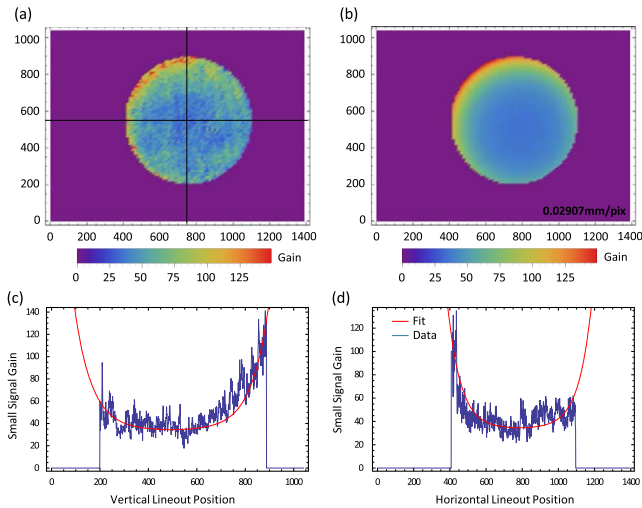 (a)
(b)
1000
800
600
400
200
0
0 200 400 600 800 1000 1200 1400
1000
800
600
400
200
0
0.02907mm/pix
0 200 400 600 800 1000 1200 1400
Gain
0 25 50 75 100 125
Gain
0 25 50 75 100 125
(c)
(d)
140
120
100
80
60
40
20
0
Small Signal Gain
0 200 400 600 800 1000
Vertical Lineout Position
140
120
100
80
60
40
20
0
Small Signal Gain
Fit
Data
0 200 400 600 800 1000 1200 1400
Horizontal Lineout Position